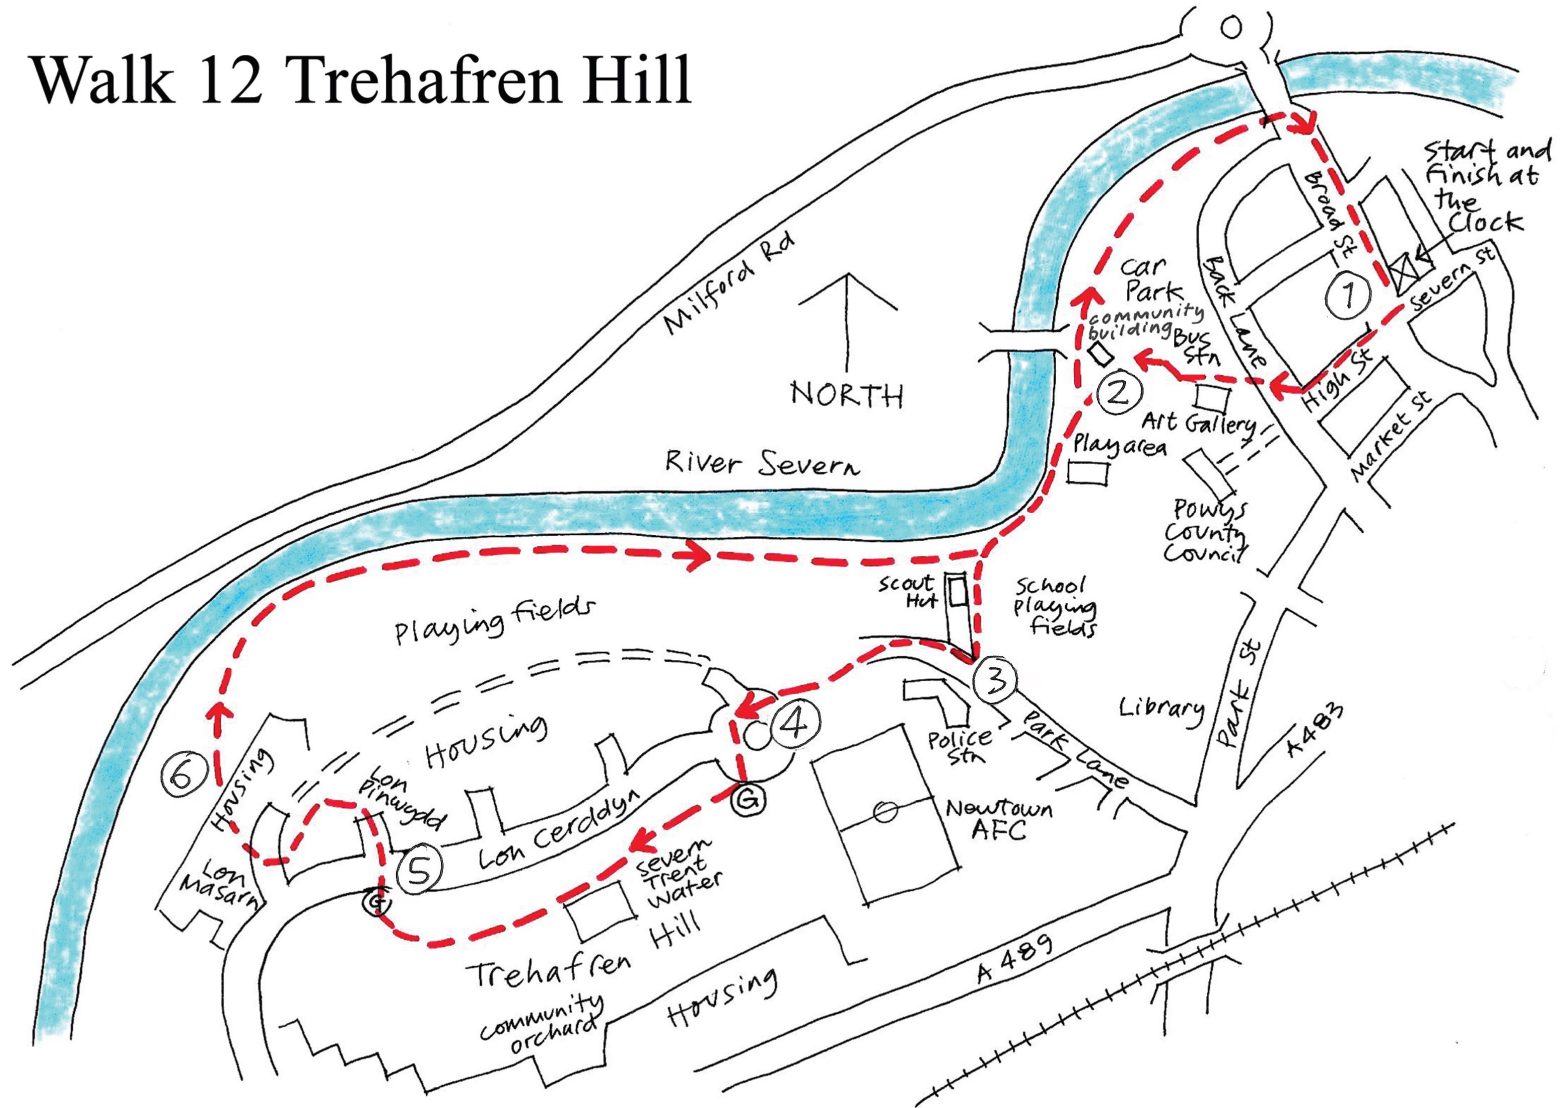 Walk 12 Trehafren Hill
Start and
Finish at
the
Clock
Broad St
Milford Rd
Back Lane
Severn St
1
Car
Park
community
building
Bus
Stn
High St
NORTH
2
Art Gallery
Market St
Play area
River Severn
Powys
County
Council
Scout
Hut
School
playing
fields
Playing fields
3
Park St
Library
4
A483
Park Lane
Police
Stn
Housing
6
Housing
Lon
Pinwydd
G
Newtown
AFC
Lon Cerddyn
5
Severn
Trent
Water
Lon
Masarn
G
Trehafren Hill
A 489
Housing
community
orchard